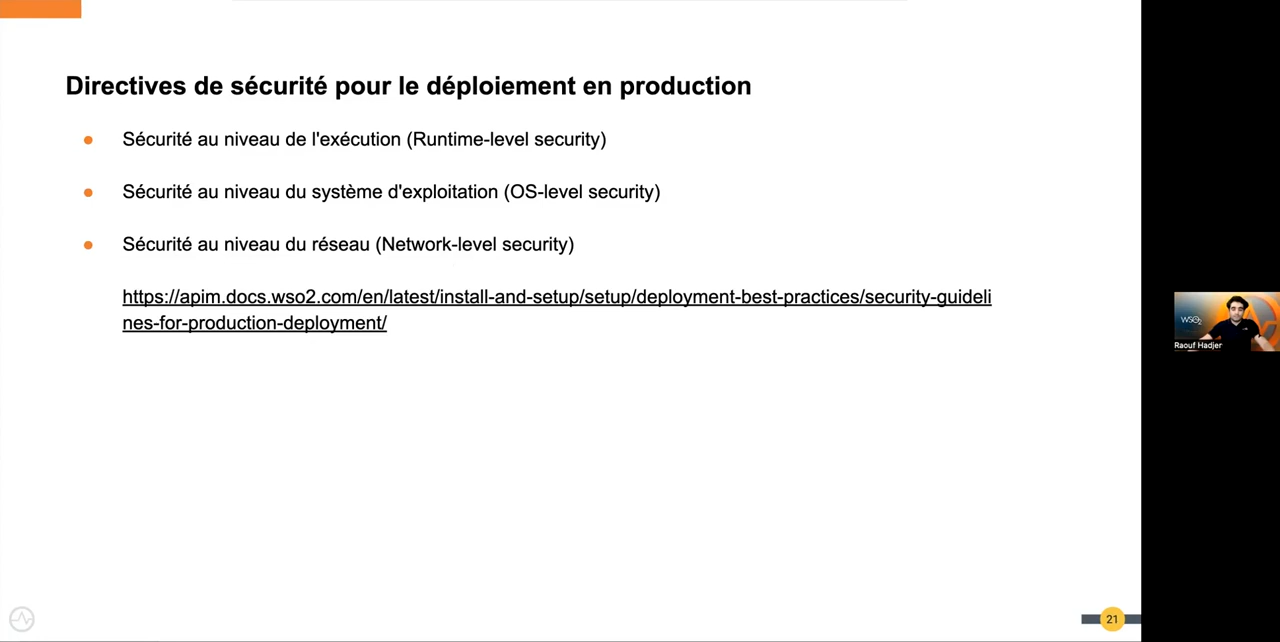 Directives de sécurité pour le déploiement en production
Sécurité au niveau de l'exécution (Runtime-level security)
Sécurité au niveau du système d'exploitation (OS-level security)
Sécurité au niveau du réseau (Network-level security)
https://apim.docs.wso2.com/en/latest/install-and-setup/setup/deployment-best-practices/security-guideli
nes-for-production-deployment/
WSO2
Raouf Hadjer
21